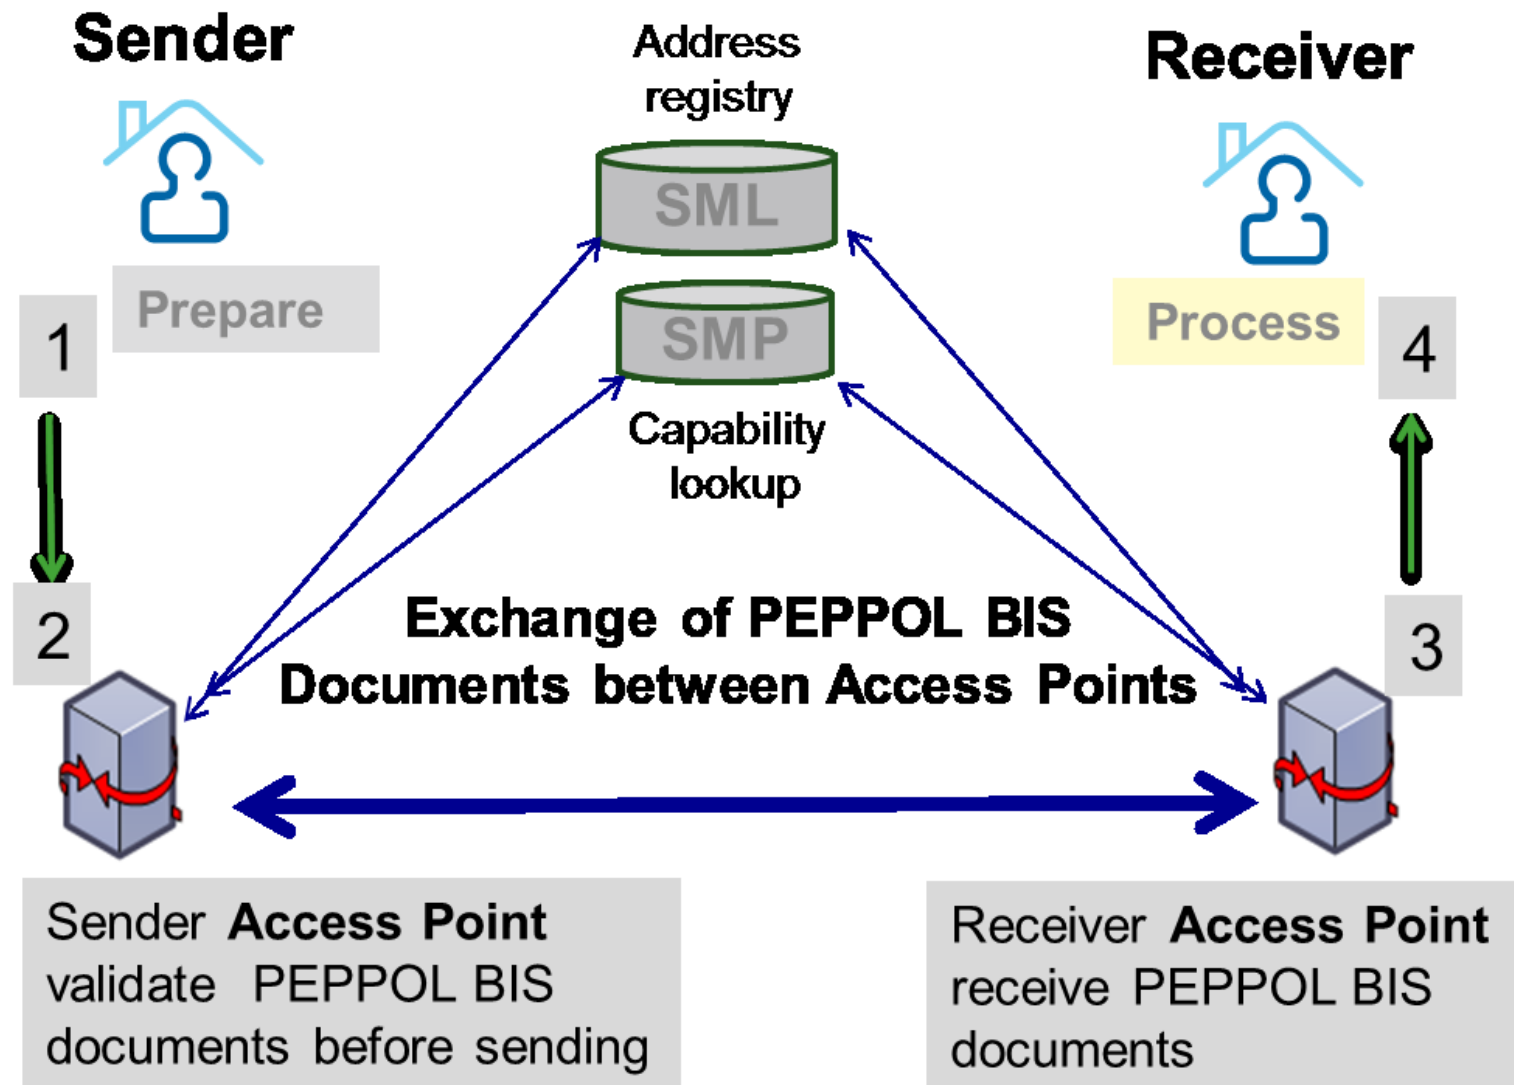 Sender
Address
registry
Receiver
SML
Prepare
1
SMP
Process
4
Capability
lookup
2
Exchange of PEPPOL BIS
Documents between Access Points
3
Sender Access Point
validate PEPPOL BIS
documents before sending
Receiver Access Point
receive PEPPOL BIS
documents